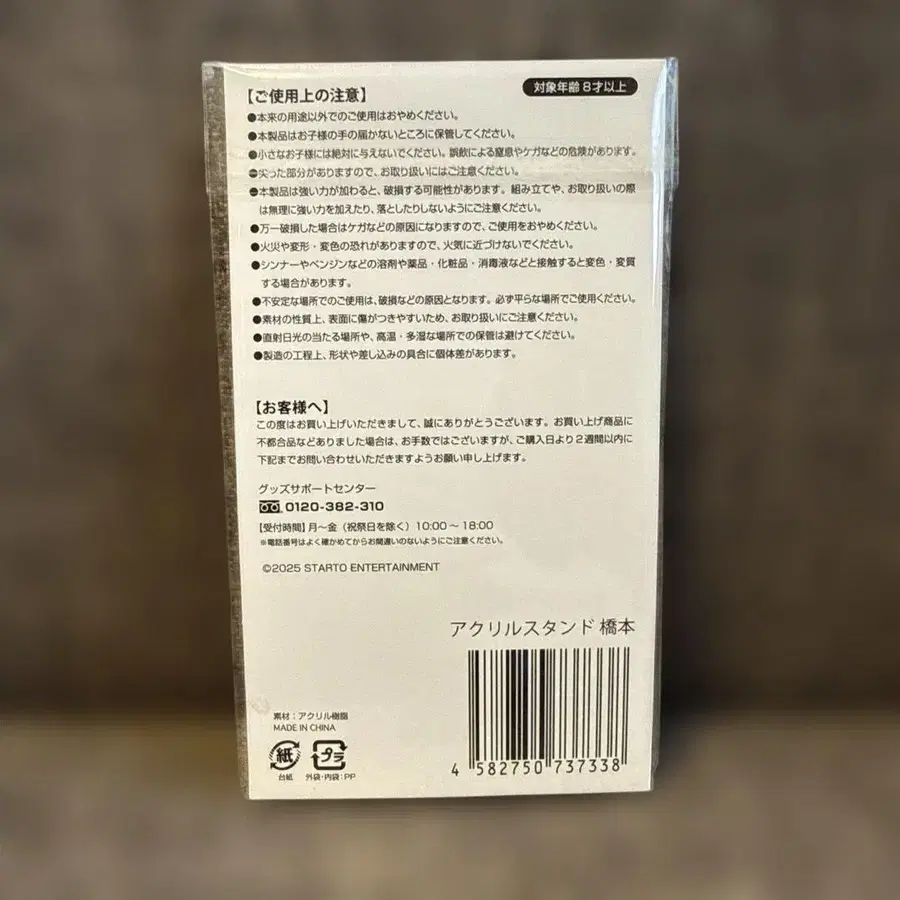 【ご使用上の注意】
対象年齢 8才以上
●本来の用途以外でのご使用はおやめください。
●本製品はお子様の手の届かないところに保管してください。
●小さなお子様には絶対に与えないでください。誤飲による窒息やケガなどの危険があります。
●尖った部分がありますので、お取り扱いにはご注意ください。
●本製品は強い力が加わると、破損する可能性があります。組み立てや、お取り扱いの際
は無理に強い力を加えたり、落としたりしないようにご注意ください。
●万一破損した場合はケガなどの原因になりますので、ご使用をおやめください。
●火災や変形・変色の恐れがありますので、火気に近づけないでください。
●シンナーやベンジンなどの溶剤や薬品・化粧品・消毒液などと接触すると変色・変質
する場合があります。
●不安定な場所でのご使用は、破損などの原因となります。必ず平らな場所でご使用ください。
●素材の性質上、表面に傷がつきやすいため、お取り扱いにご注意ください。
●直射日光の当たる場所や、高温・多湿な場所での保管は避けてください。
●製造の工程上、形状や差し込みの具合に個体差があります。
【お客様へ】
この度はお買い上げいただきまして、誠にありがとうございます。お買い上げ商品に
不都合品などありました場合は、お手数ではございますが、ご購入日より2週間以内に
下記までお問い合わせいただきますようお願い申し上げます。
グッズサポートセンター
0120-382-310
【受付時間】月～金（祝祭日を除く）10:00～18:00
※電話番号はよく確かめてからお間違いのないようにご注意ください。
©2025 STARTO ENTERTAINMENT
アクリルスタンド 橋本
素材：アクリル樹脂
MADE IN CHINA
紙
プラ
台紙
外袋・内袋：PP
4 582750 737338